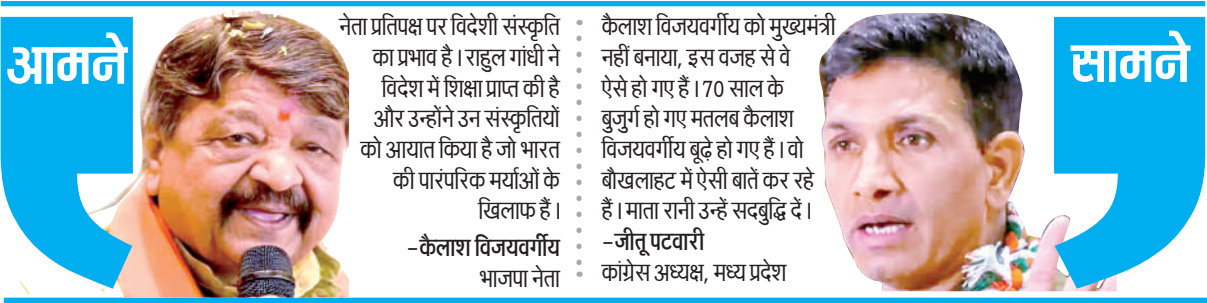 आमने
नेता प्रतिपक्ष पर विदेशी संस्कृति
का प्रभाव है। राहुल गांधी ने
विदेश में शिक्षा प्राप्त की है
और उन्होंने उन संस्कृतियों
को आयात किया है जो भारत
की पारंपरिक मर्याओं के
खिलाफ हैं।
–कैलाश विजयवर्गीय
भाजपा नेता
कैलाश विजयवर्गीय को मुख्यमंत्री
नहीं बनाया, इस वजह से वे
ऐसे हो गए हैं।70 साल के
बुजुर्ग हो गए मतलब कैलाश
विजयवर्गीय बूढ़े हो गए हैं। वो
बौखलाहट में ऐसी बातें कर रहे
हैं। माता रानी उन्हें सदबुद्धि दें।
–जीतू पटवारी
कांग्रेस अध्यक्ष, मध्य प्रदेश
सामने